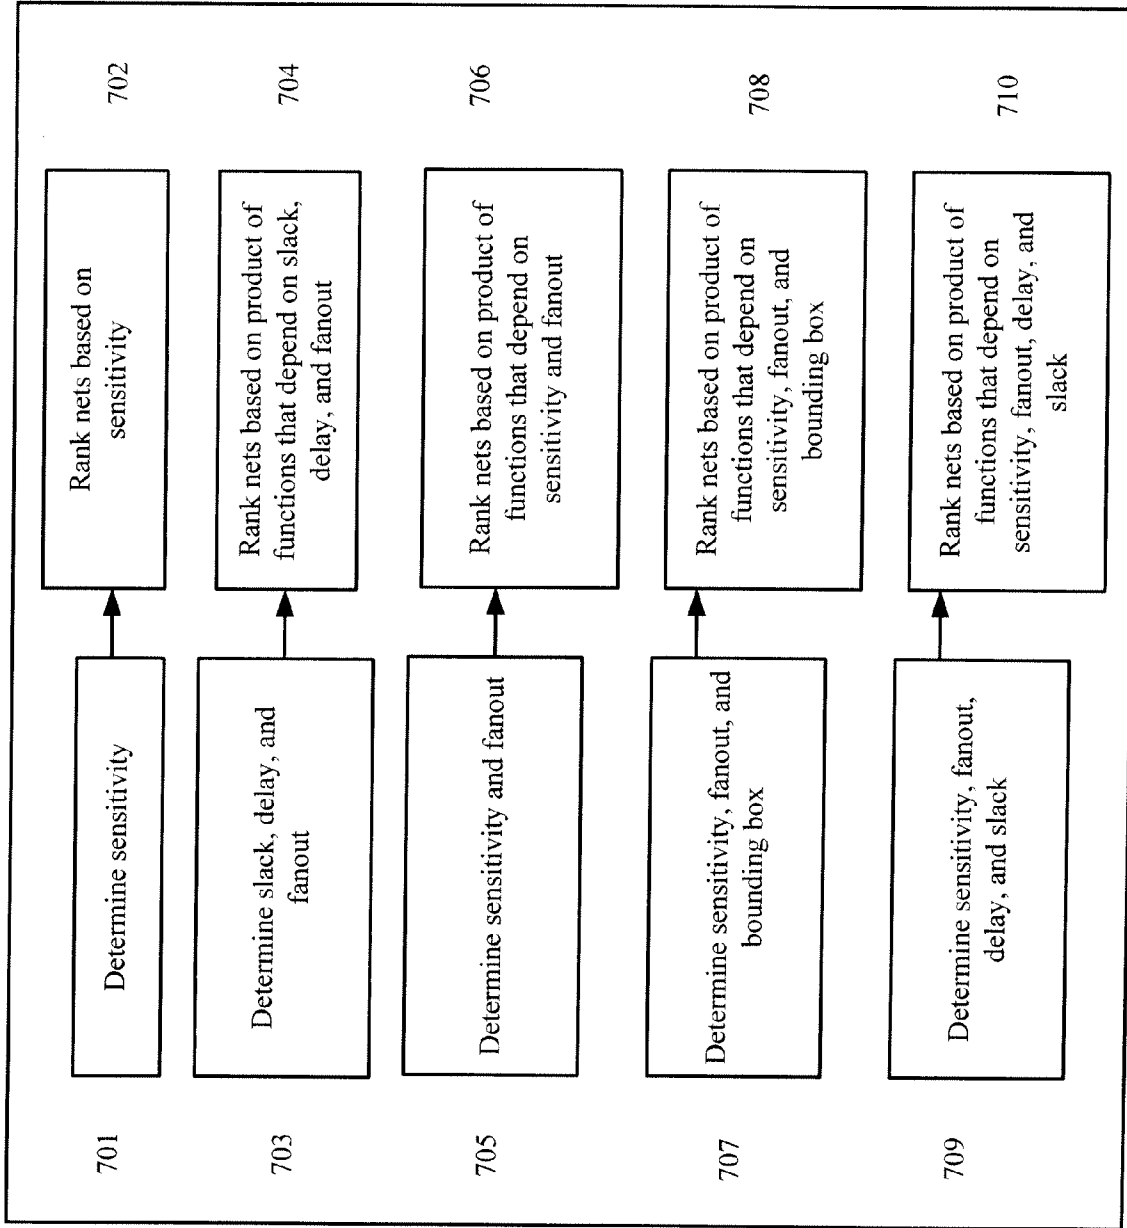 701
Determine sensitivity
Rank nets based on
sensitivity
702
703
Determine slack, delay, and
fanout
Rank nets based on product of
functions that depend on slack,
delay, and fanout
704
705
Determine sensitivity and fanout
Rank nets based on product of
functions that depend on
sensitivity and fanout
706
707
Determine sensitivity, fanout, and
bounding box
Rank nets based on product of
functions that depend on
sensitivity, fanout, and
bounding box
708
709
Determine sensitivity, fanout,
delay, and slack
Rank nets based on product of
functions that depend on
sensitivity, fanout, delay, and
slack
710